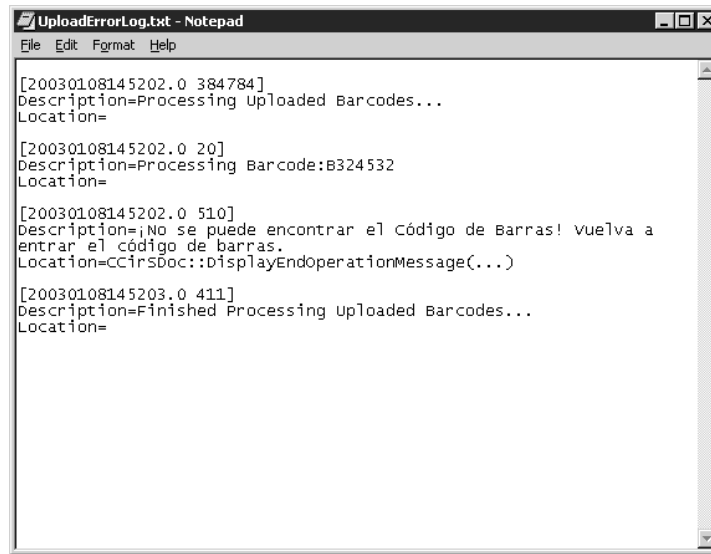 UploadErrorLog.txt - Notepad
File Edit Format Help
[20030108145202.0 384784]
Description=Processing Uploaded Barcodes...
Location=
[20030108145202.0 20]
Description=Processing Barcode:B324532
Location=
[20030108145202.0 510]
Description=¡No se puede encontrar el Código de Barras! Vuelva a
entrar el código de barras.
Location=CCirSDoc::DisplayEndOperationMessage(...)
[20030108145203.0 411]
Description=Finished Processing Uploaded Barcodes...
Location=